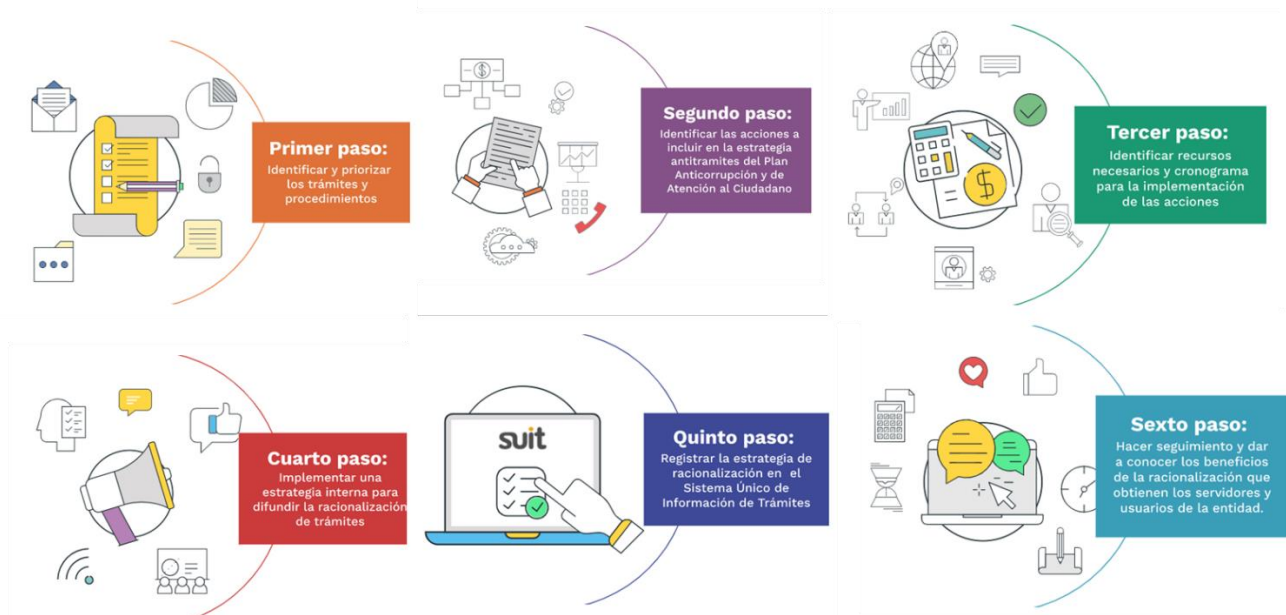 Primer paso:
Identificar y priorizar
los trámites y
procedimientos
Segundo paso:
Identificar las acciones a
incluir en la estrategia
antitramites del Plan
Anticorrupción y de
Atención al Ciudadano
Tercer paso:
Identificar recursos
necesarios y cronograma
para la implementación
de las acciones
Cuarto paso:
Implementar una
estrategia interna para
difundir la racionalización
de trámites
suit
Quinto paso:
Registrar la estrategia de
racionalización en el
Sistema Único de
Información de Trámites
Sexto paso:
Hacer seguimiento y dar
a conocer los beneficios
de la racionalización que
obtienen los servidores y
usuarios de la entidad.